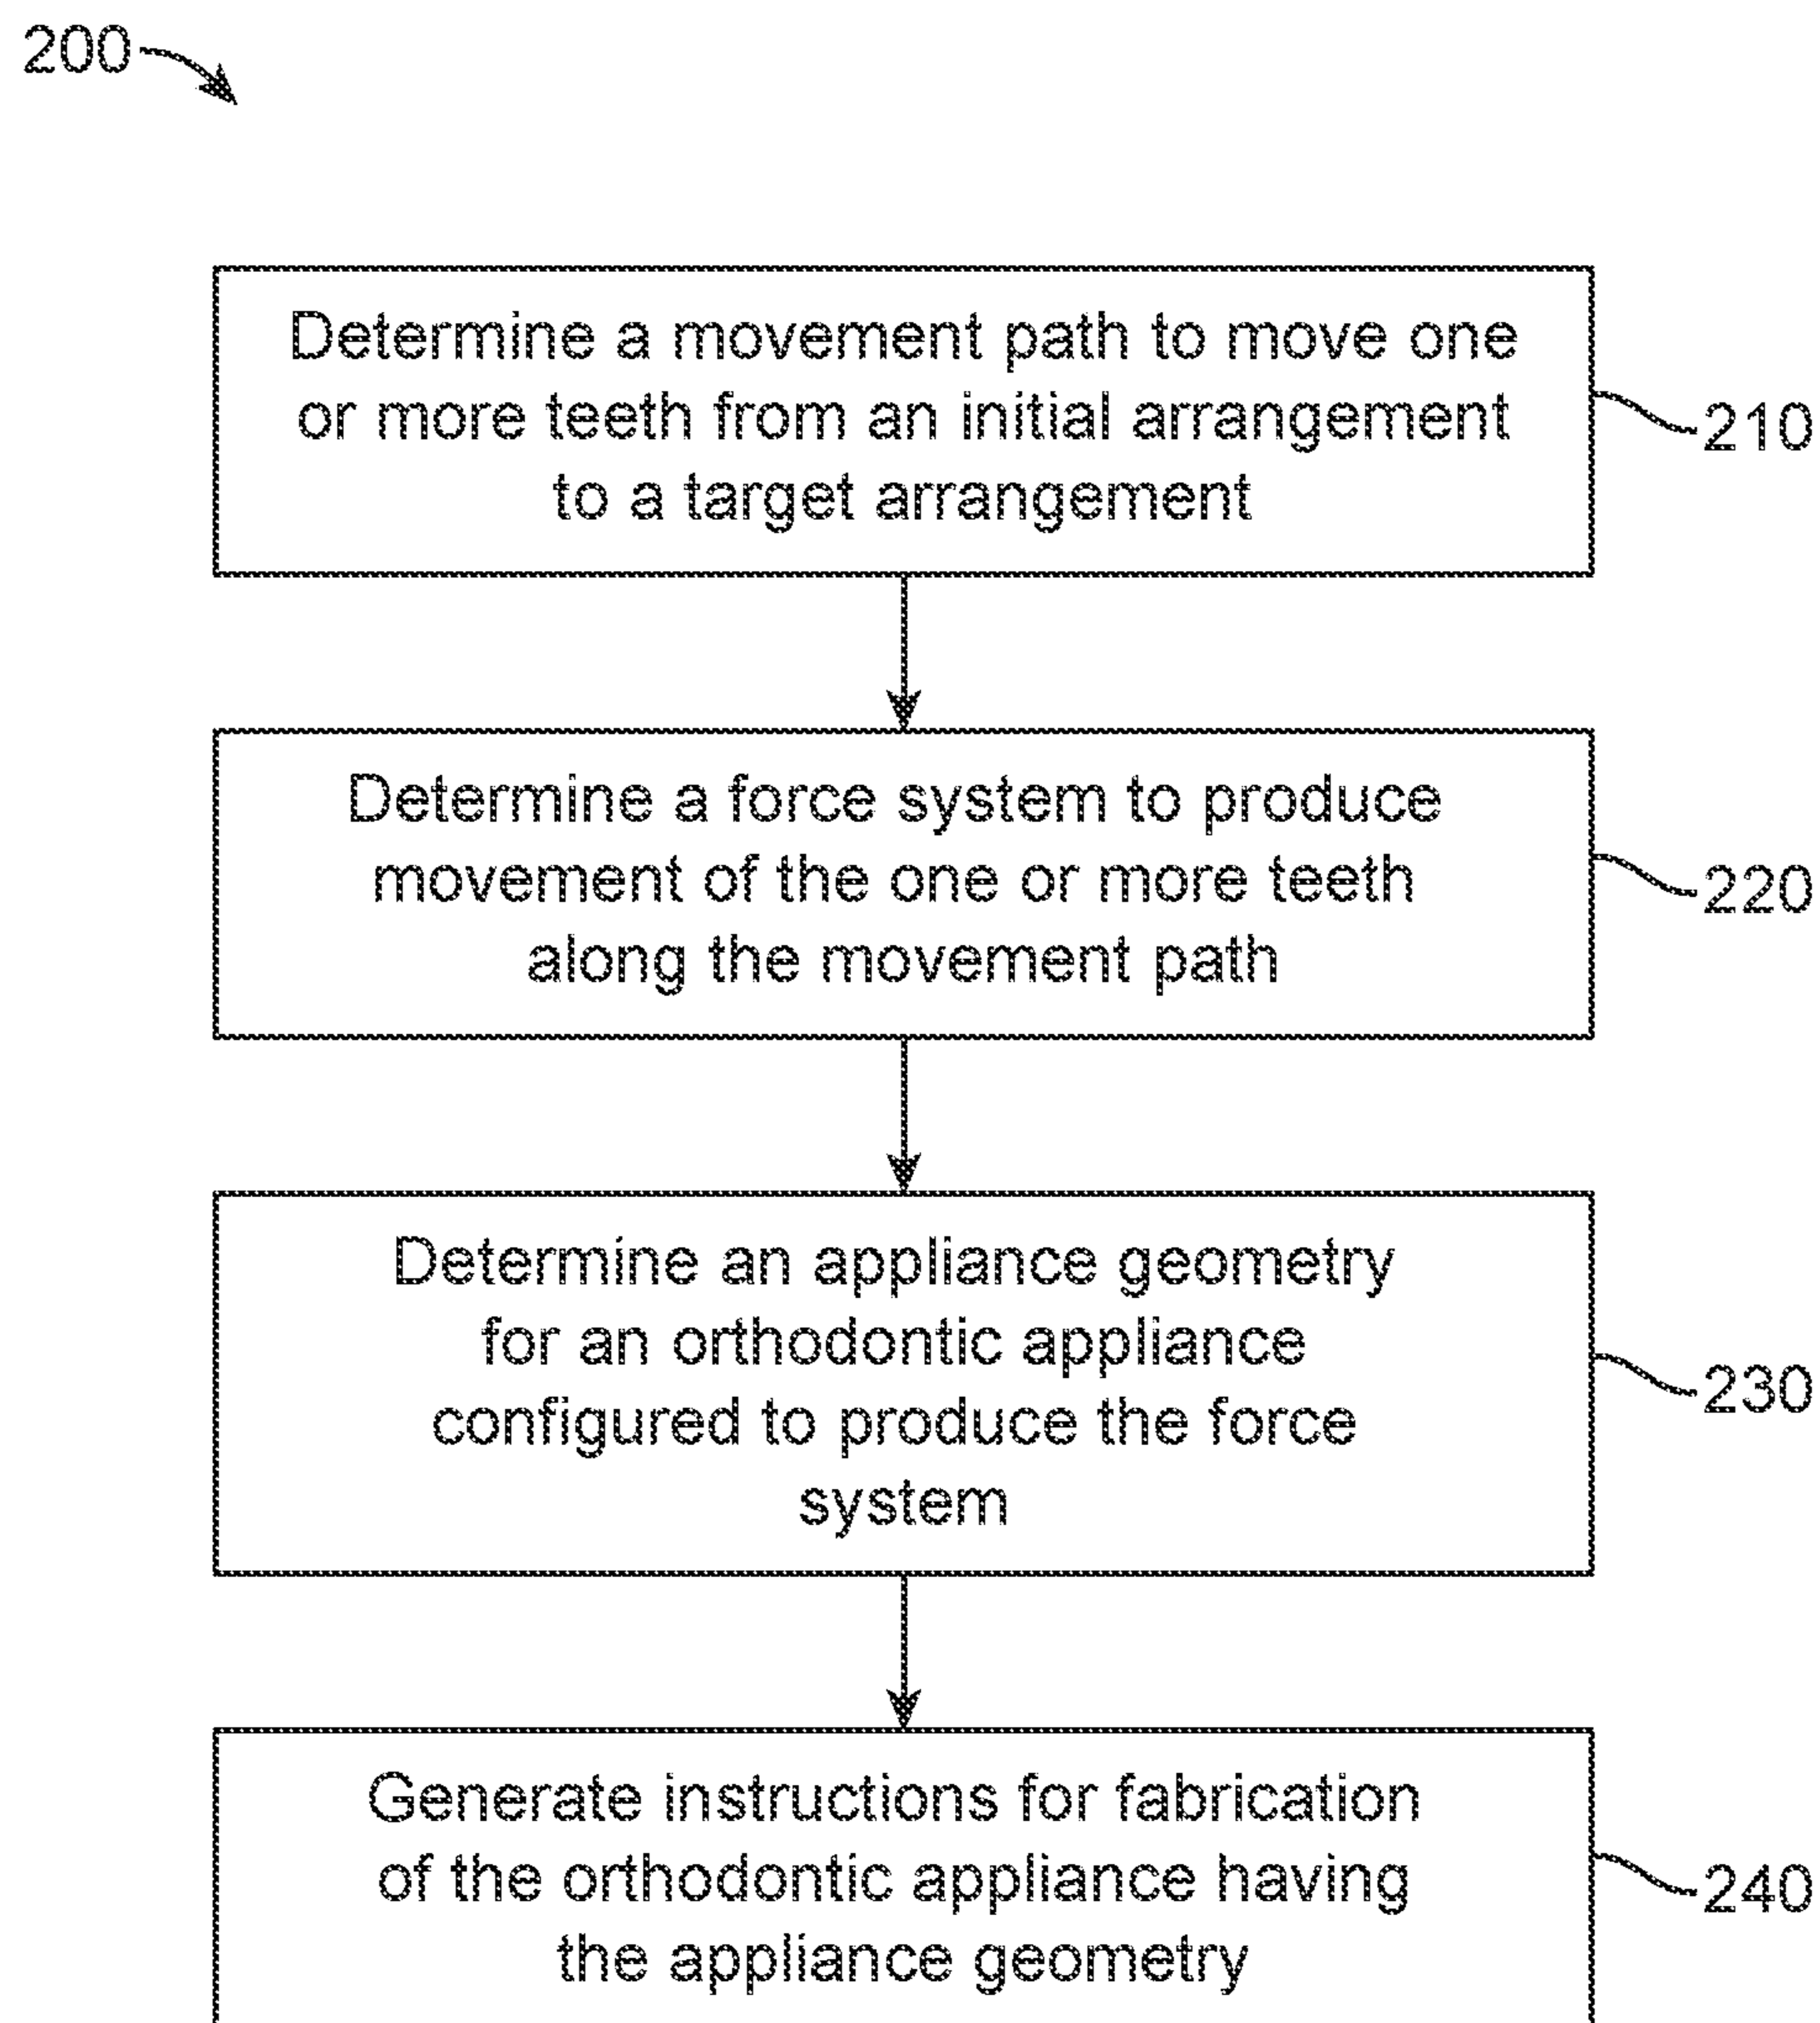 200
Determine a movement path to move one
or more teeth from an initial arrangement
to a target arrangement
210
Determine a force system to produce
movement of the one or more teeth
along the movement path
220
Determine an appliance geometry
for an orthodontic appliance
configured to produce the force
system
230
Generate instructions for fabrication
of the orthodontic appliance having
the appliance geometry
240